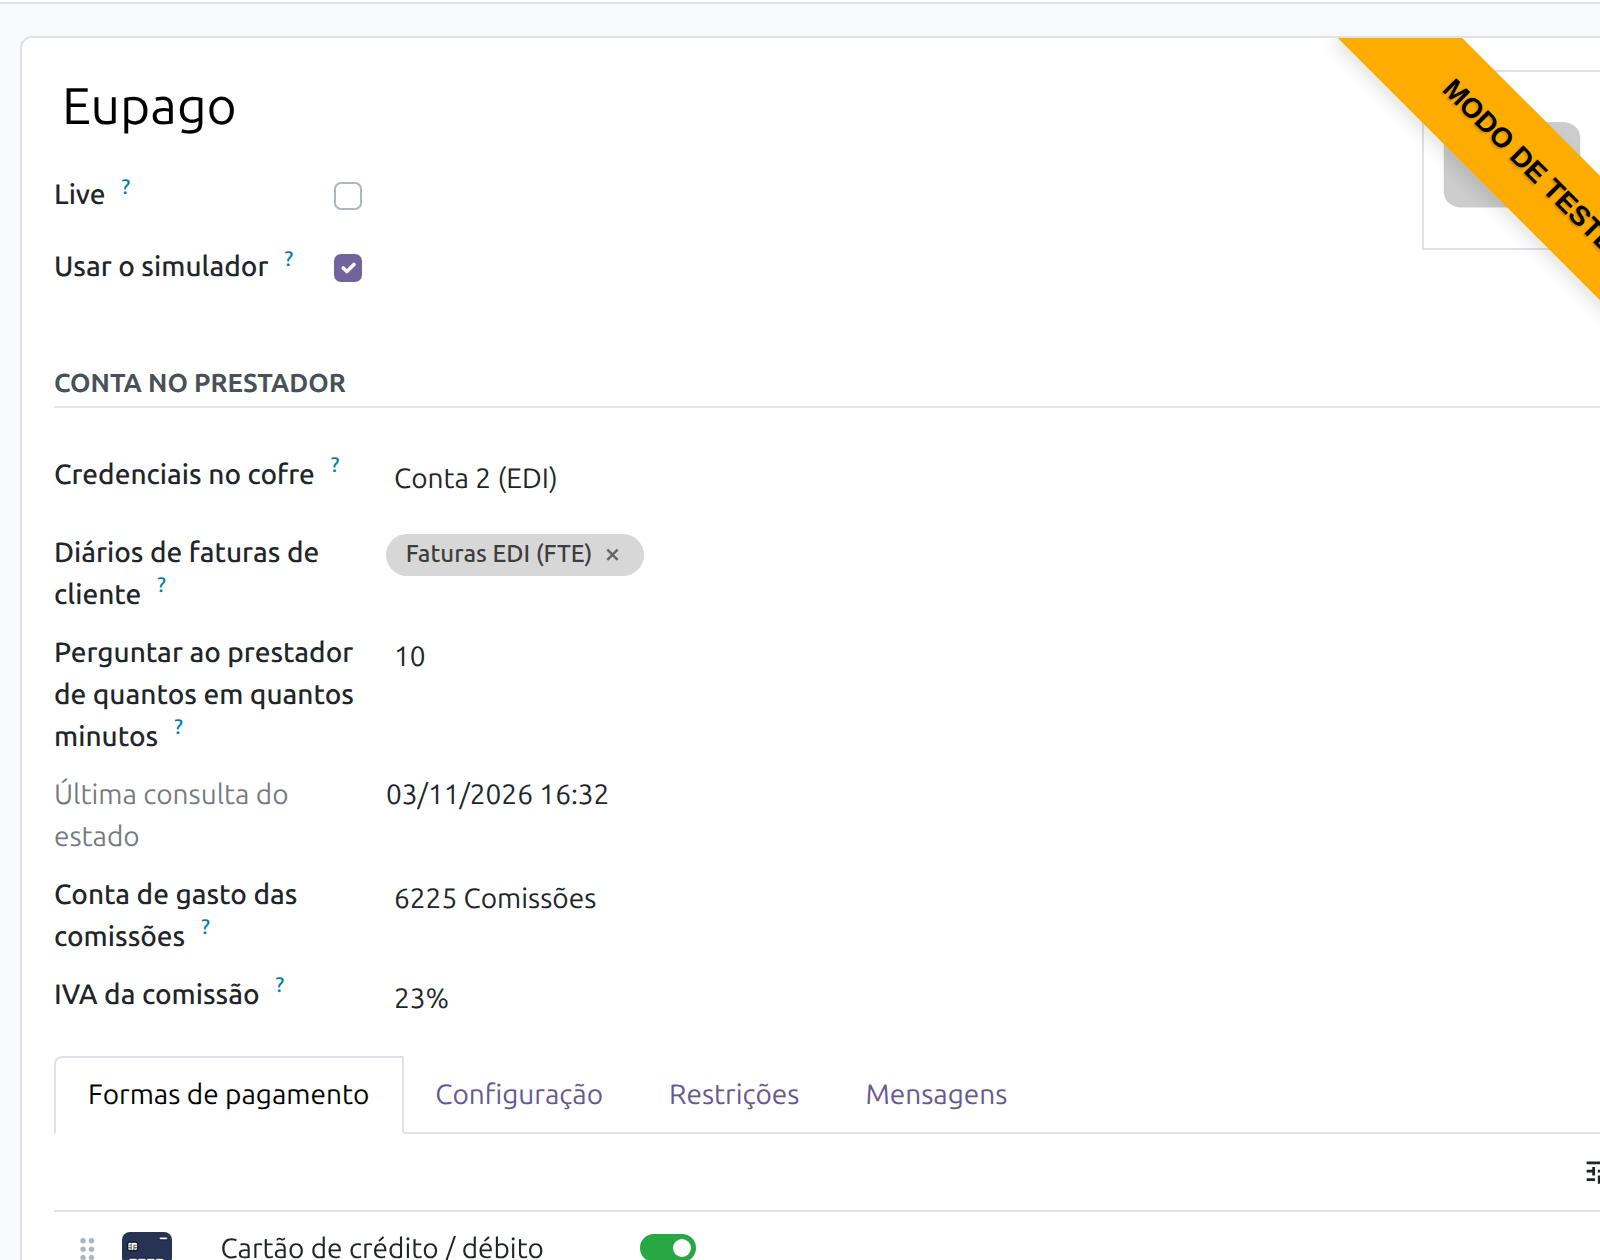 Eupago
MODO DE TESTE
Live ?
Usar o simulador ?
CONTA NO PRESTADOR
Credenciais no cofre ?
Conta 2 (EDI)
Diários de faturas de
cliente ?
Faturas EDI (FTE) ×
Perguntar ao prestador
de quantos em quantos
minutos ?
10
Última consulta do
estado
03/11/2026 16:32
Conta de gasto das
comissões ?
6225 Comissões
IVA da comissão ?
23%
Formas de pagamento
Configuração
Restrições
Mensagens
Cartão de crédito / débito